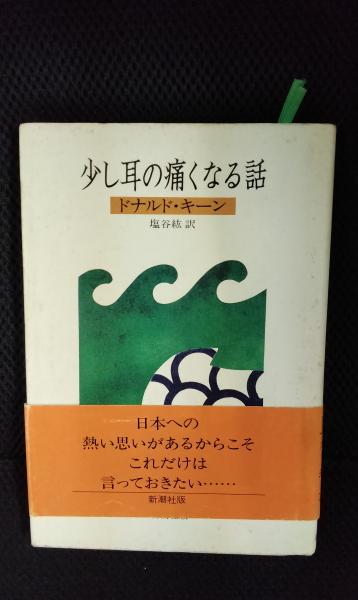 少し耳の痛くなる話
ドナルド・キーン
塩谷紘 訳
日本への
熱い思いがあるからこそ
これだけは
言っておきたい……
新潮社版